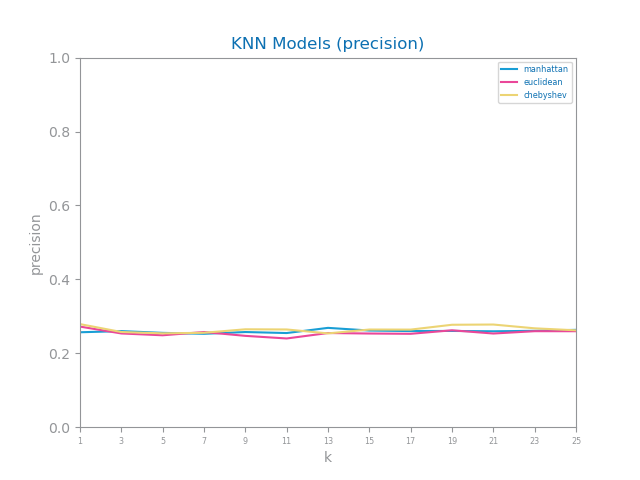 KNN Models (precision)
manhattan
euclidean
chebyshev
precision
1.0
0.8
0.6
0.4
0.2
0.0
1 3 5 7 9 11 13 15 17 19 21 23 25
k